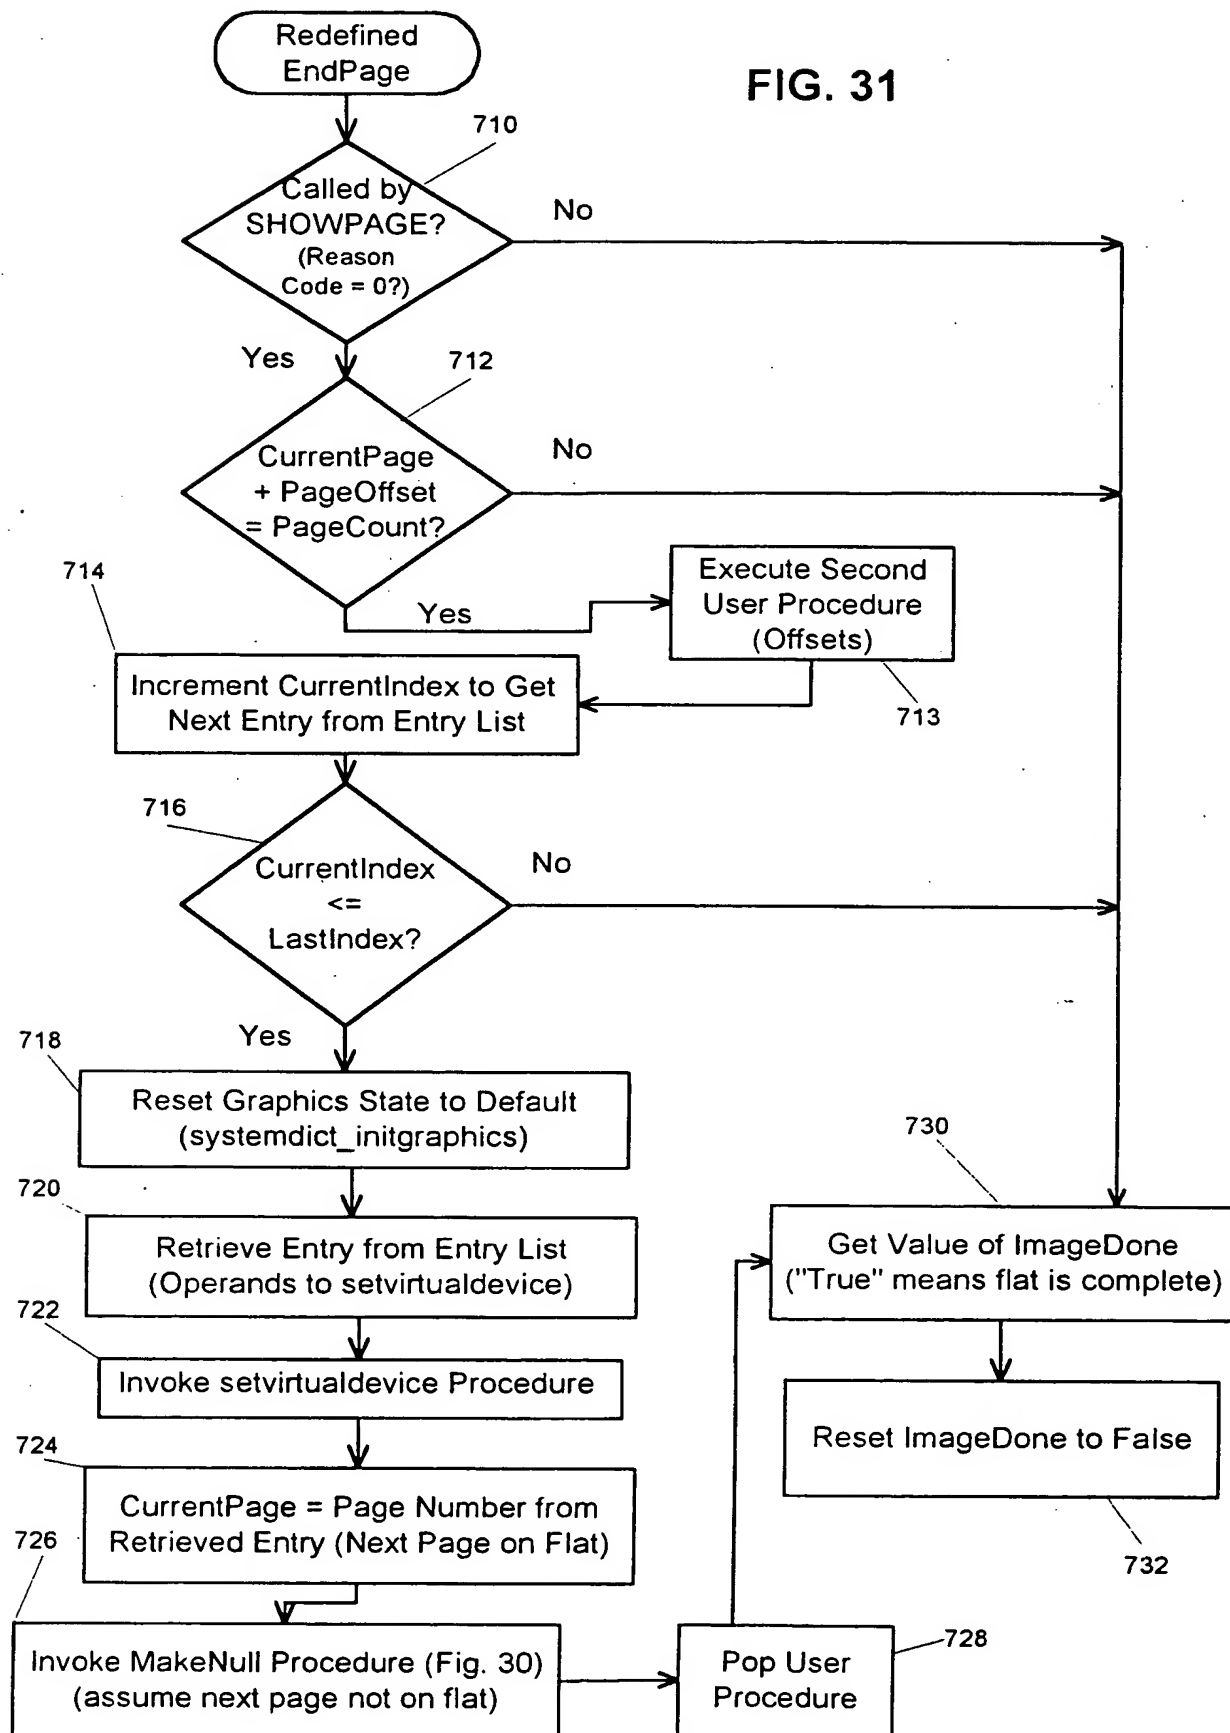 Redefined
EndPage
FIG. 31
710
Called by
SHOWPAGE?
(Reason
Code = 0?)
No
Yes
712
CurrentPage
+ PageOffset
= PageCount?
No
Yes
Execute Second
User Procedure
(Offsets)
713
714
Increment CurrentIndex to Get
Next Entry from Entry List
716
CurrentIndex
<=
LastIndex?
No
Yes
718
Reset Graphics State to Default
(systemdict_initgraphics)
720
Retrieve Entry from Entry List
(Operands to setvirtualdevice)
722
Invoke setvirtualdevice Procedure
724
CurrentPage = Page Number from
Retrieved Entry (Next Page on Flat)
726
Invoke MakeNull Procedure (Fig. 30)
(assume next page not on flat)
728
Pop User
Procedure
730
Get Value of ImageDone
("True" means flat is complete)
Reset ImageDone to False
732